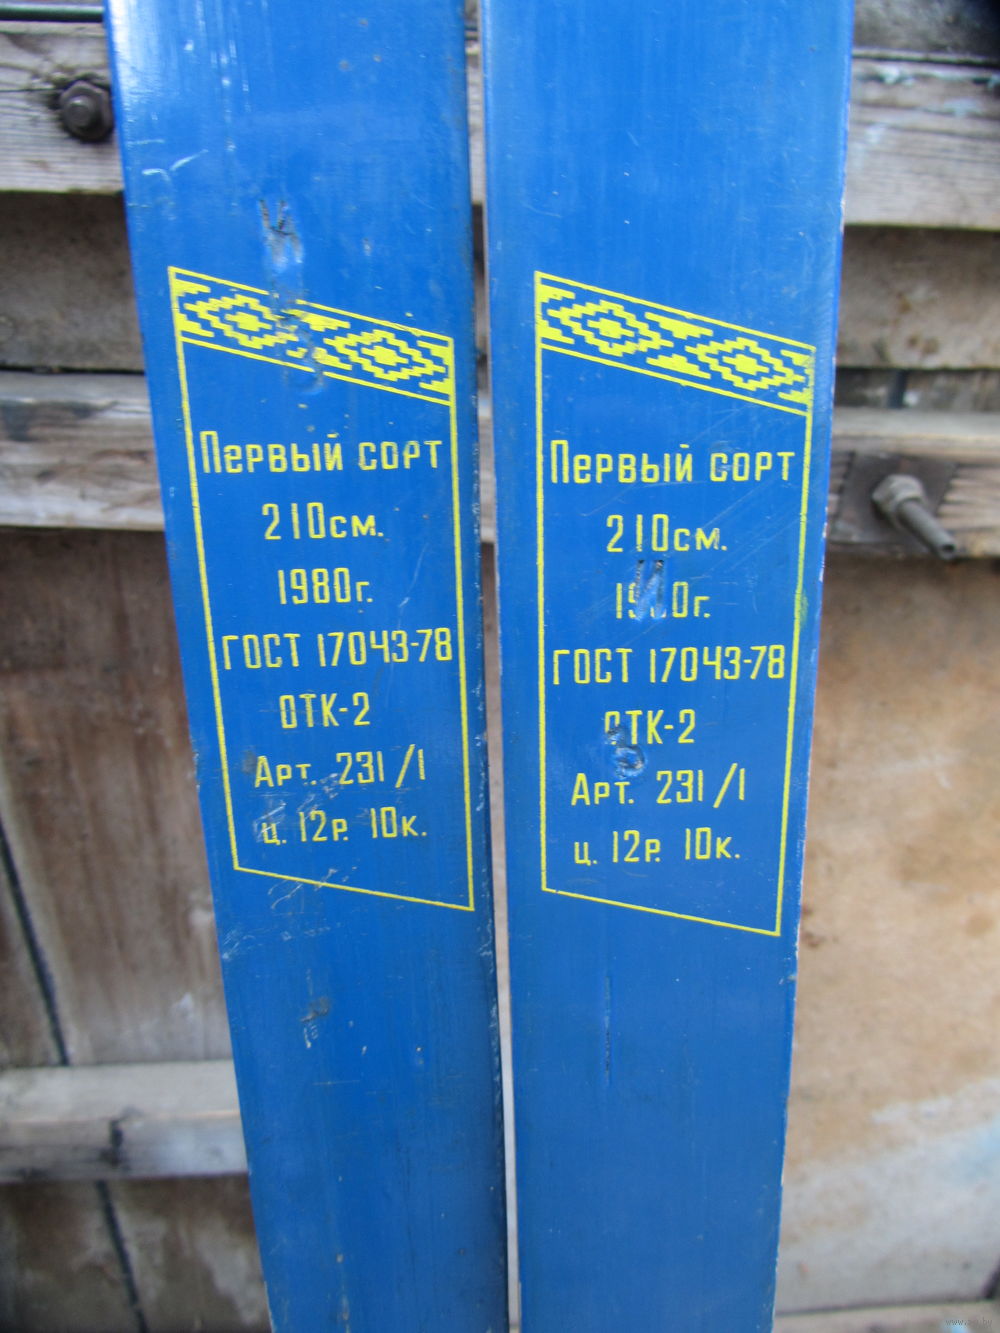 Первый сорт
210см.
1980г.
ГОСТ 17043-78
ОТК-2
Арт. 231/1
ц. 12р. 10к.
Первый сорт
210см.
ГОСТ 17043-78
ОТК-2
Арт. 231/1
ц. 12р. 10к.